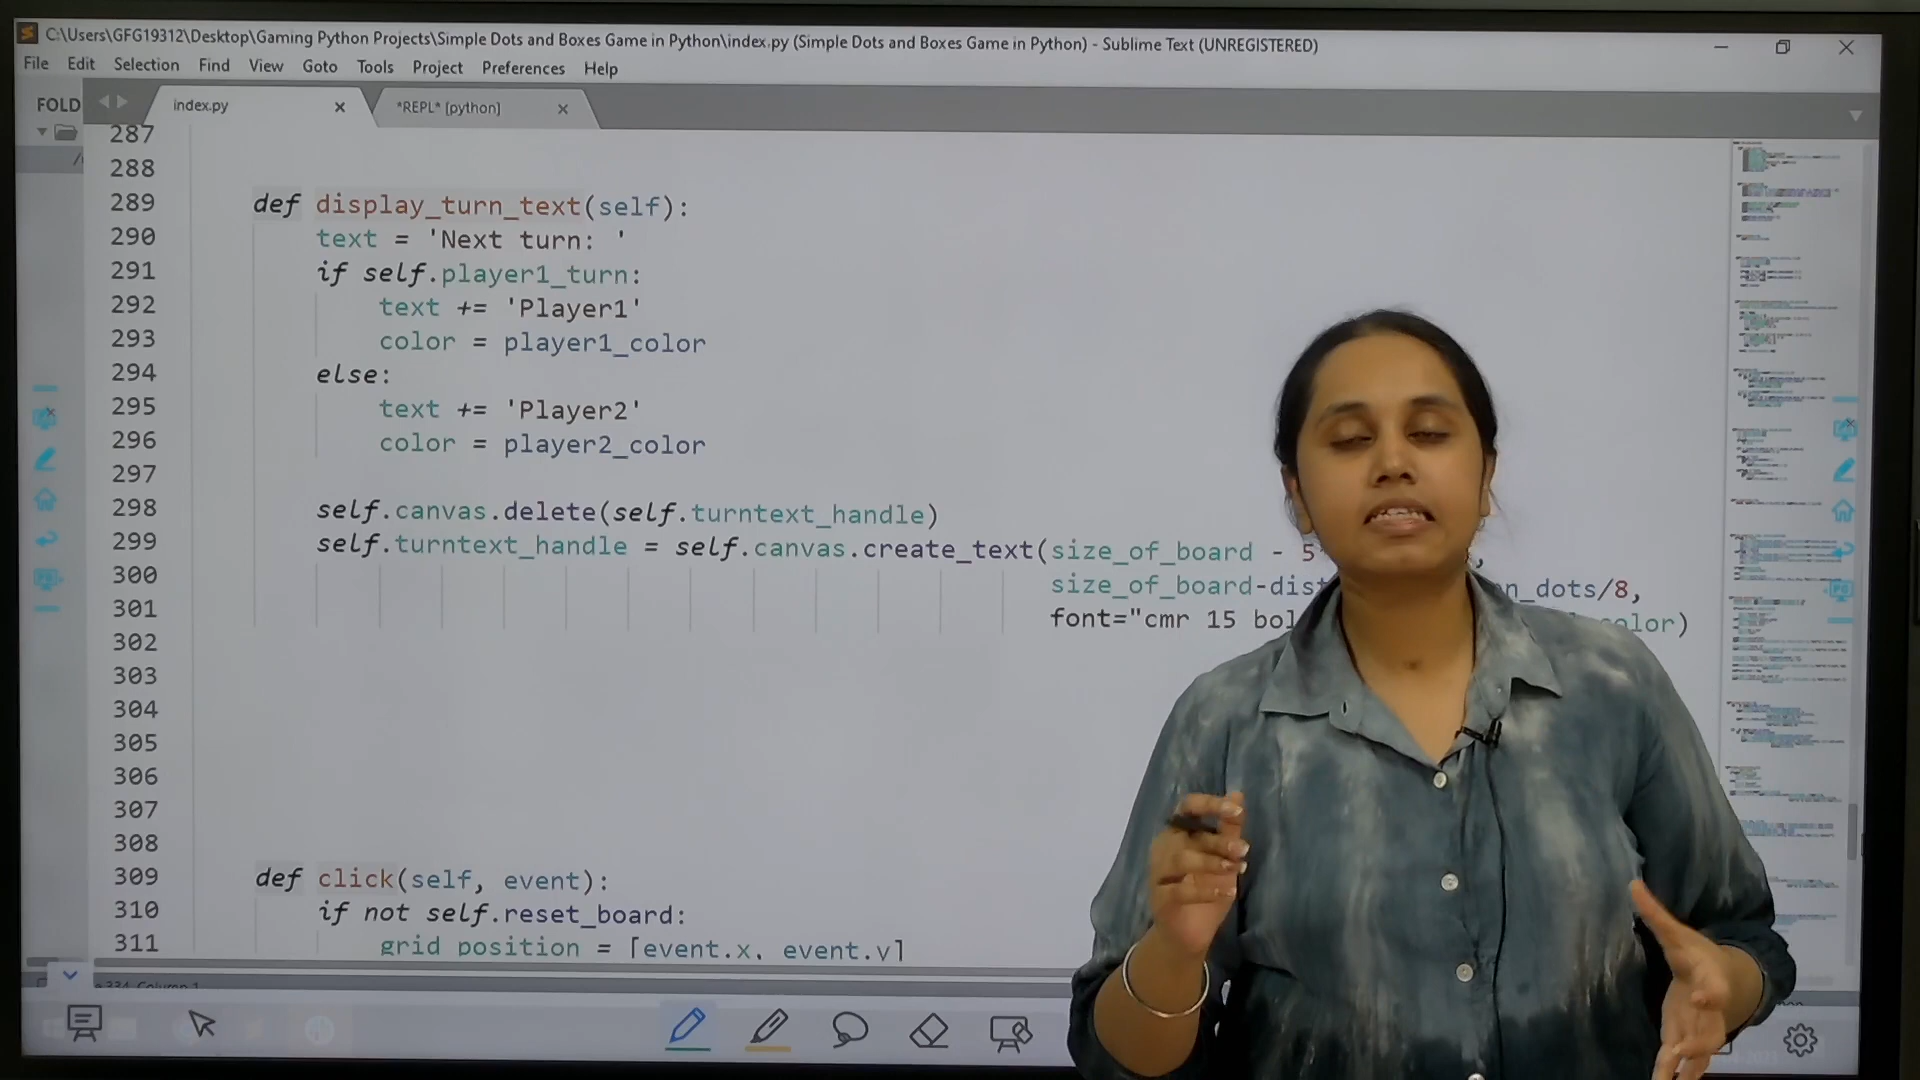 C:\Users\GFG19312\Desktop\Gaming Python Projects\Simple Dots and Boxes Game in Python\index.py (Simple Dots and Boxes Game in Python) - Sublime Text (UNREGISTERED)
File Edit Selection Find View Goto Tools Project Preferences Help
FOLD
index.py
*REPL* [python]
287
288
289 def display_turn_text(self):
290 text = 'Next turn: '
291 if self.player1_turn:
292 text += 'Player1'
293 color = player1_color
294 else:
295 text += 'Player2'
296 color = player2_color
297
298 self.canvas.delete(self.turntext_handle)
299 self.turntext_handle = self.canvas.create_text(size_of_board - 5
300 size_of_board-dis n_dots/8,
301 font="cmr 15 bol color)
302
303
304
305
306
307
308
309 def click(self, event):
310 if not self.reset_board:
311 grid_position = [event.x, event.y]